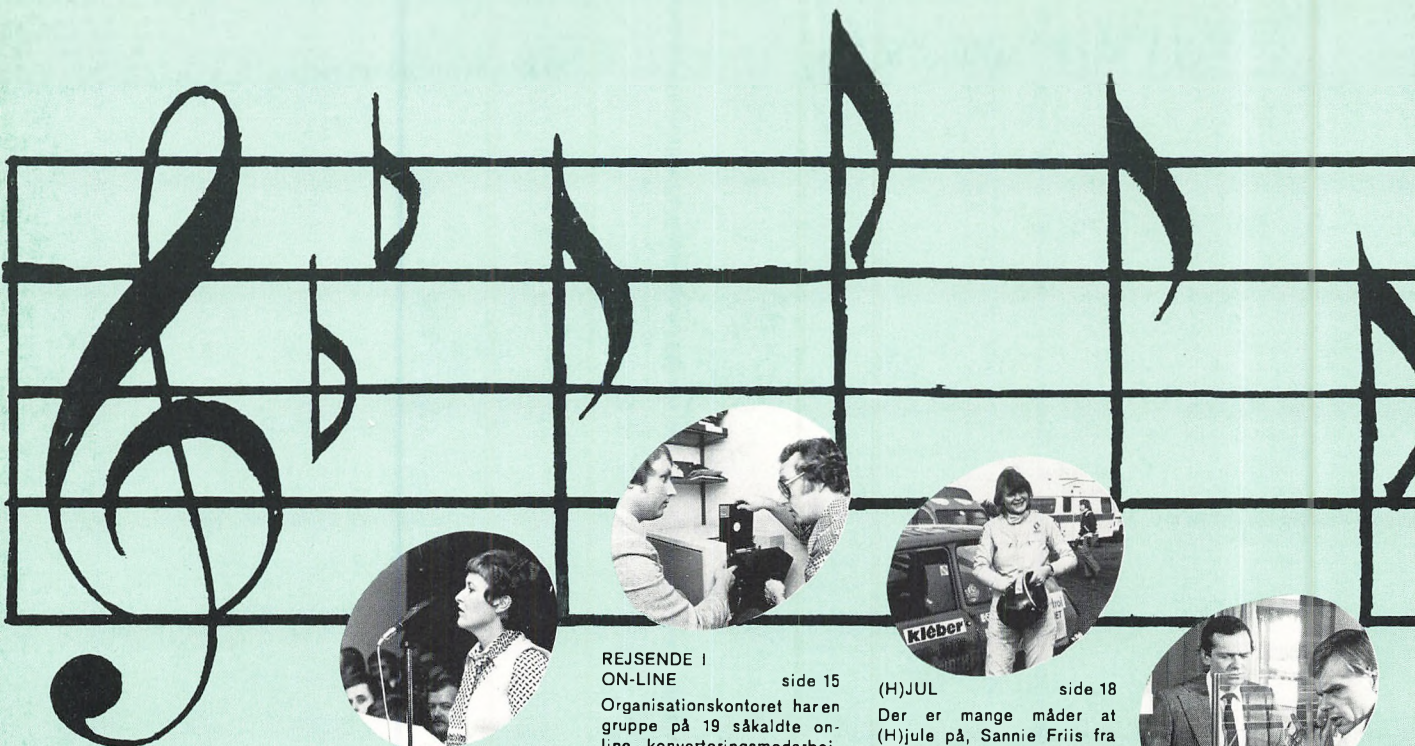 REJSENDE I
ON-LINE side 15
Organisationskontoret har en
gruppe på 19 såkaldte on-
kléber
(H)JUL side 18
Der er mange måder at
(H)jule på, Sannie Friis fra